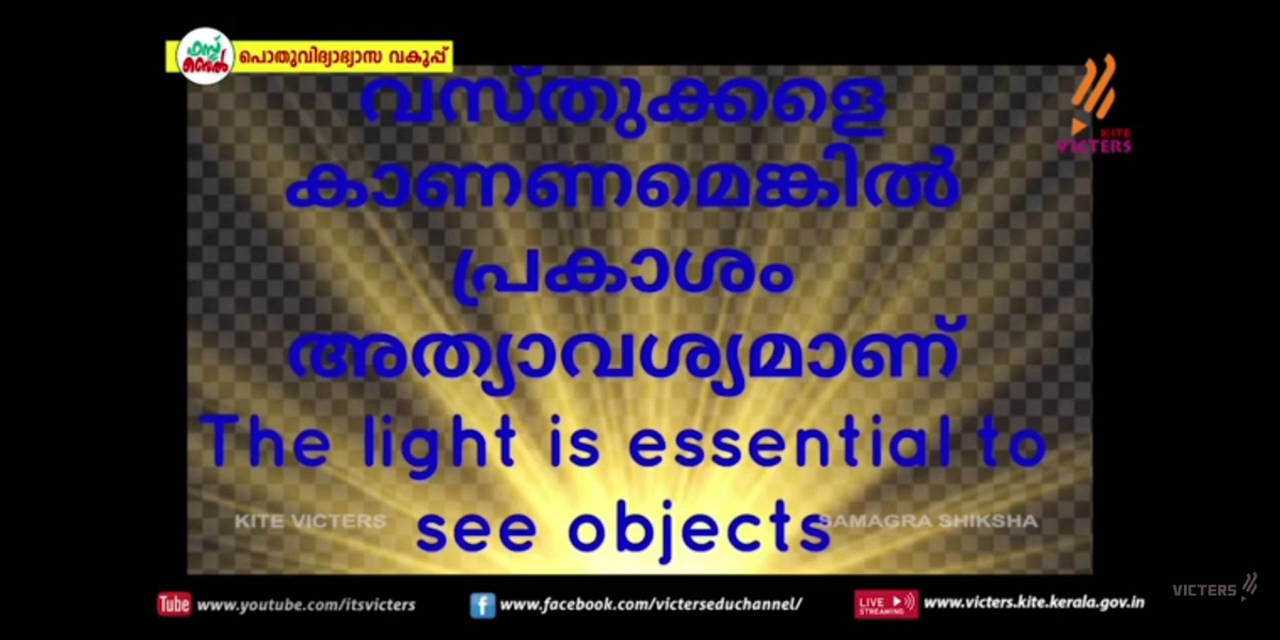 ഫസ്റ്റ് ബെൽ
പൊതുവിദ്യാഭ്യാസ വകുപ്പ്
KITE
VICTERS
വസ്തുക്കളെ
കാണണമെങ്കിൽ
പ്രകാശം
അത്യാവശ്യമാണ്
The light is essential to
see objects
KITE VICTERS
SAMAGRA SHIKSHA
Tube www.youtube.com/itsvicters
f www.facebook.com/victerseduchannel/
LIVE STREAMING www.victers.kite.kerala.gov.in
VICTERS